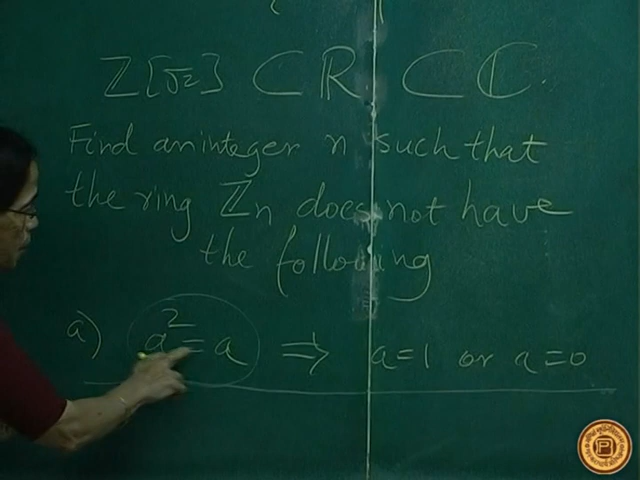 ℤ[√2] ⊂ ℝ ⊂ ℂ.
Find an integer n such that
the ring ℤn does not have
the following
a) a² = a ⇒ a=1 or a=0